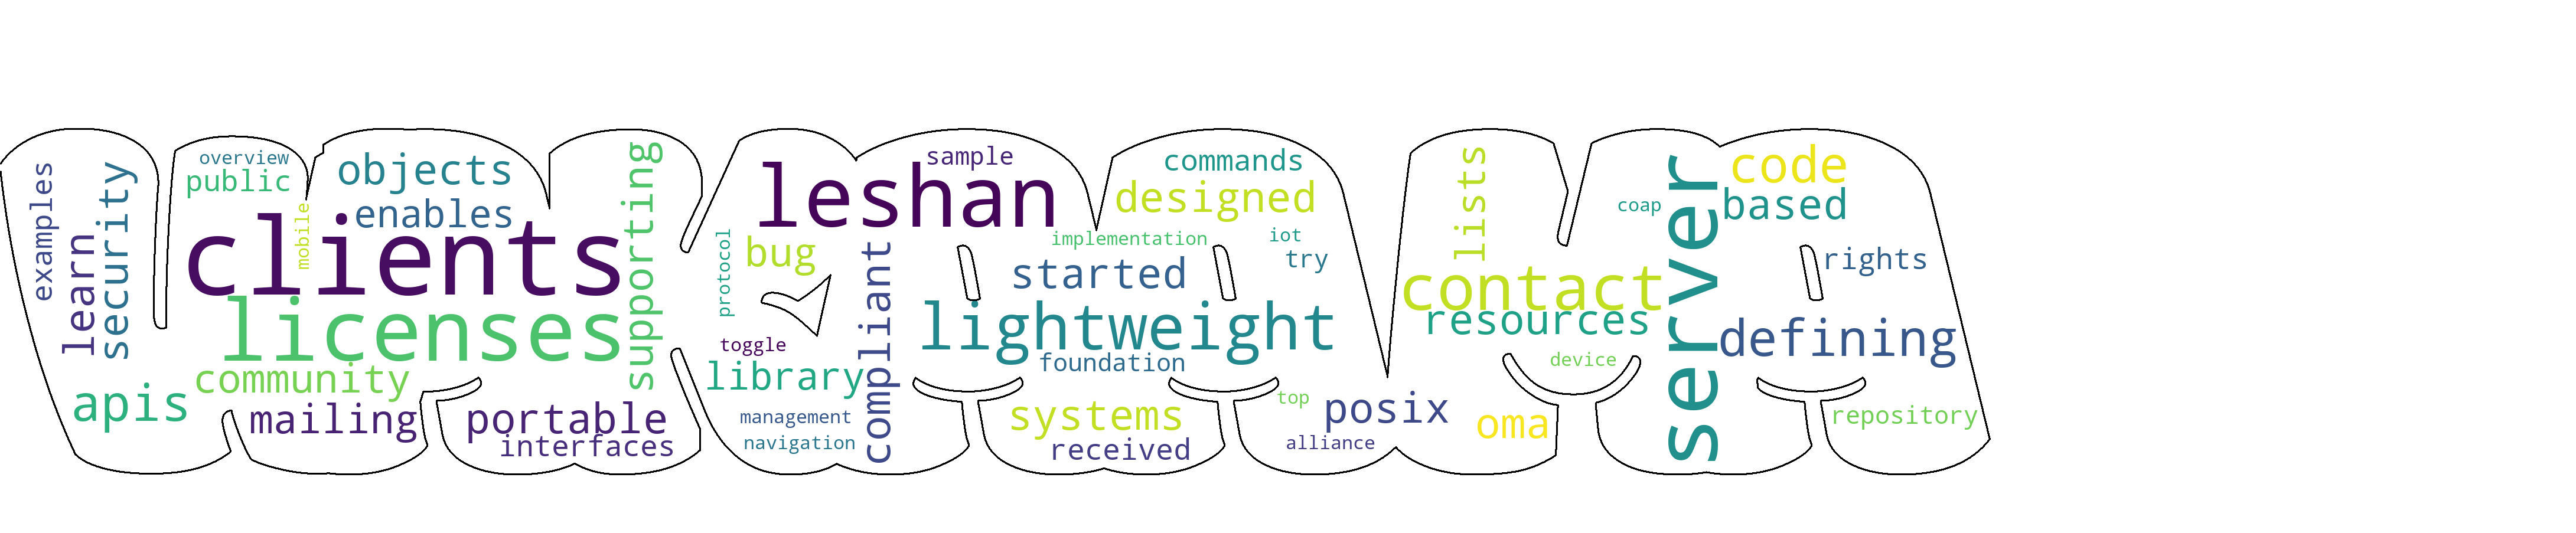 examples
learn
security
apis
overview
public
mobile
objects
enables
clients
licenses
community
mailing
supporting
portable
interfaces
protocol
bug
toggle
library
management
navigation
leshan
sample
compliant
implementation
started
lightweight
foundation
systems
received
commands
designed
iot
try
top
alliance
posix
lists
contact
resources
device
oma
coap
server
code
based
rights
defining
repository